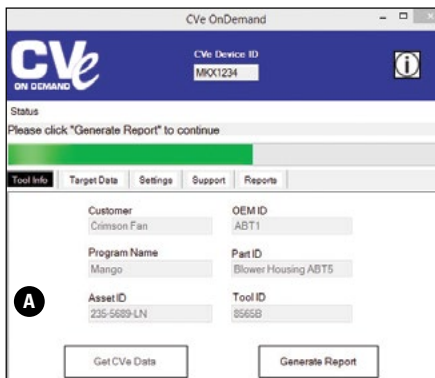 CVe OnDemand
CVe
ON DEMAND
CVe Device ID
MKX1234
i
Status
Please click "Generate Report" to continue
Tool Info Target Data Settings Support Reports
Customer OEM ID
Crimson Fan ABT1
Program Name Part ID
Mango Blower Housing ABT5
A
Asset ID Tool ID
235-5689-LN 8565B
Get CVe Data Generate Report